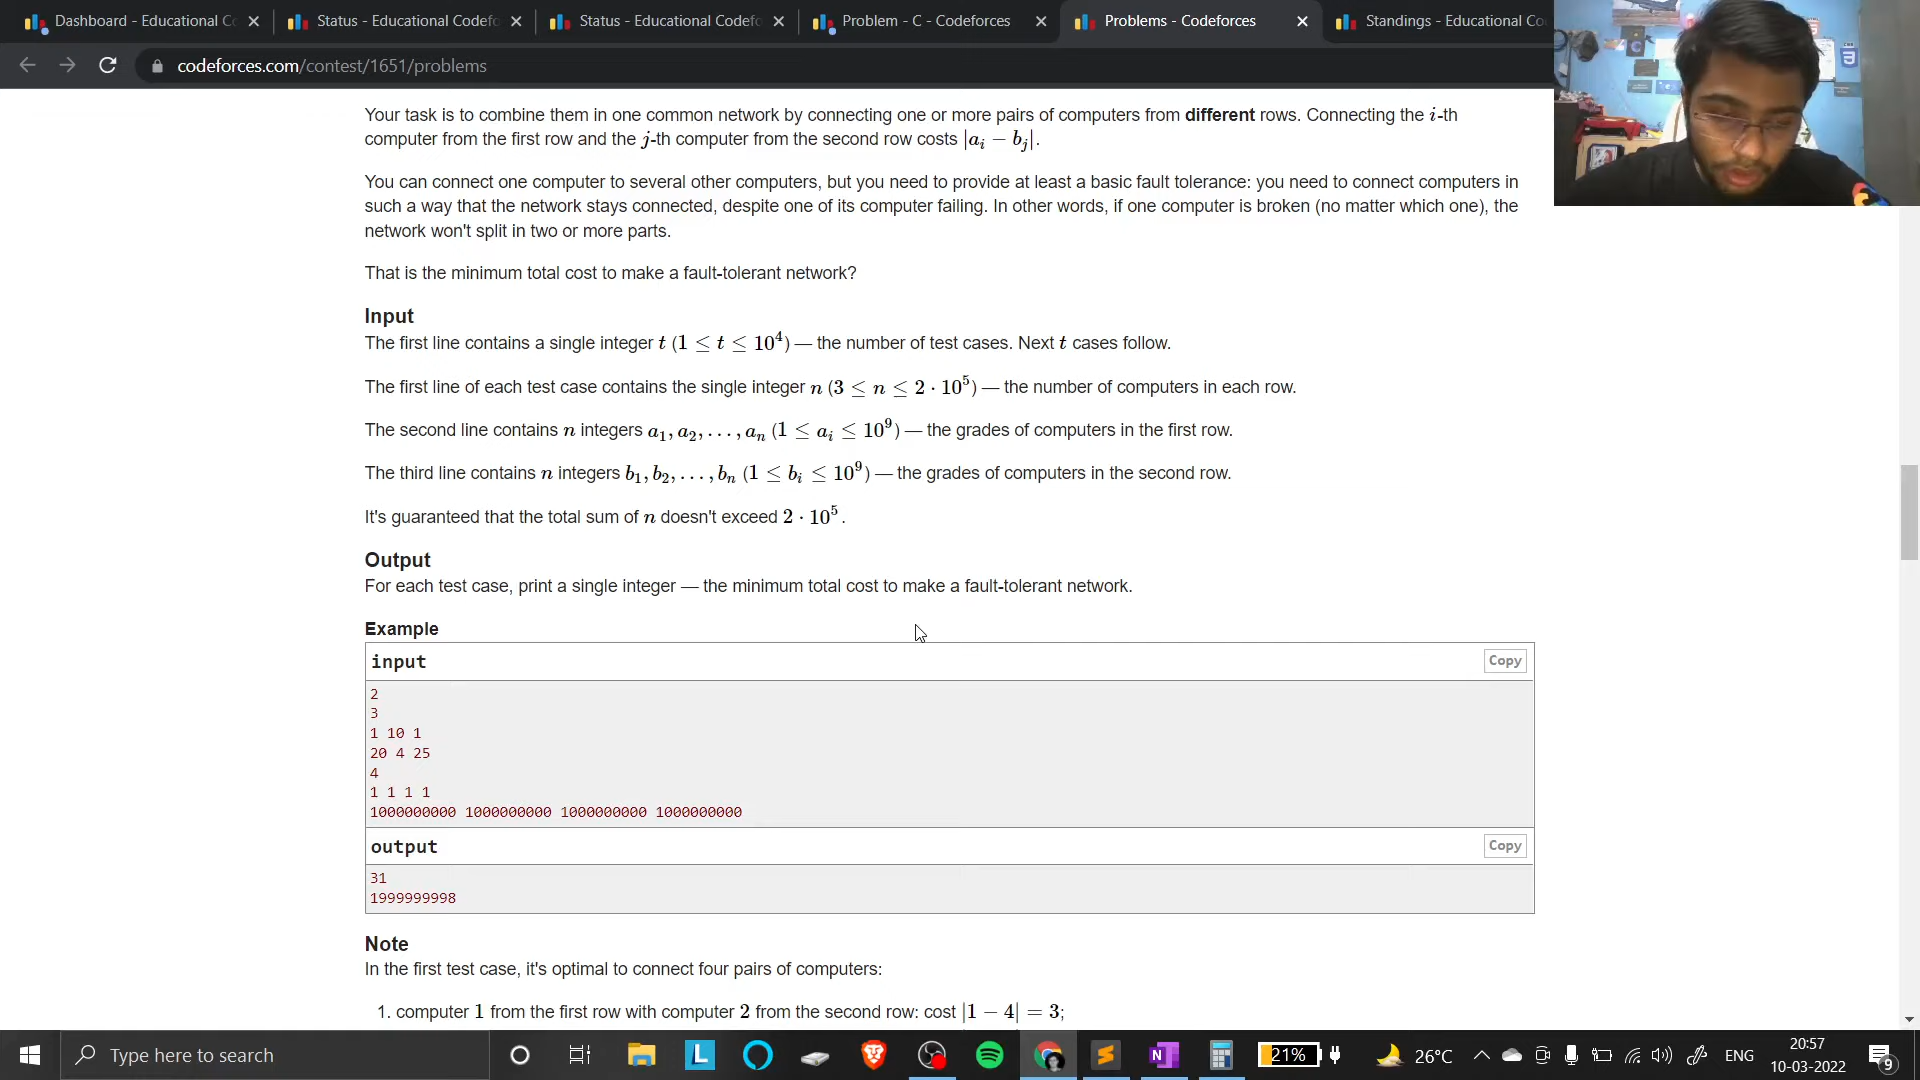 Dashboard - Educational Co
Status - Educational Codefo
Status - Educational Codefo
Problem - C - Codeforces
Problems - Codeforces
Standings - Educational Co
codeforces.com/contest/1651/problems
Your task is to combine them in one common network by connecting one or more pairs of computers from different rows. Connecting the i-th
computer from the first row and the j-th computer from the second row costs |a_i − b_j|.
You can connect one computer to several other computers, but you need to provide at least a basic fault tolerance: you need to connect computers in
such a way that the network stays connected, despite one of its computer failing. In other words, if one computer is broken (no matter which one), the
network won't split in two or more parts.
That is the minimum total cost to make a fault-tolerant network?
Input
The first line contains a single integer t (1 ≤ t ≤ 10^4) — the number of test cases. Next t cases follow.
The first line of each test case contains the single integer n (3 ≤ n ≤ 2 · 10^5) — the number of computers in each row.
The second line contains n integers a_1, a_2, . . . , a_n (1 ≤ a_i ≤ 10^9) — the grades of computers in the first row.
The third line contains n integers b_1, b_2, . . . , b_n (1 ≤ b_i ≤ 10^9) — the grades of computers in the second row.
It's guaranteed that the total sum of n doesn't exceed 2 · 10^5.
Output
For each test case, print a single integer — the minimum total cost to make a fault-tolerant network.
Example
input
Copy
2
3
1 10 1
20 4 25
4
1 1 1 1
1000000000 1000000000 1000000000 1000000000
output
Copy
31
1999999998
Note
In the first test case, it's optimal to connect four pairs of computers:
1. computer 1 from the first row with computer 2 from the second row: cost |1 − 4| = 3;
Type here to search
L
N
21%
26°C
ENG
20:57
10-03-2022
9